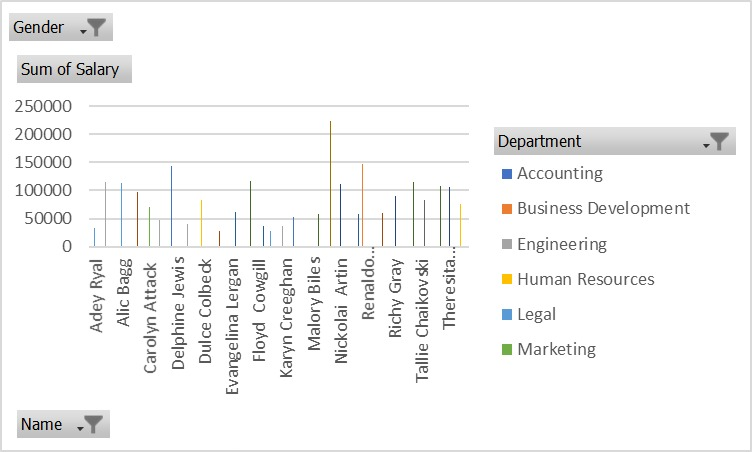 Gender
Sum of Salary
250000
200000
150000
100000
50000
0
Adey Ryal
Alic Bagg
Carolyn Attack
Delphine Jewis
Dulce Colbeck
Evangelina Lergan
Floyd Cowgill
Karyn Creeghan
Malory Biles
Nickolai Artin
Renaldo...
Richy Gray
Tallie Chaikovski
Theresita...
Department
Accounting
Business Development
Engineering
Human Resources
Legal
Marketing
Name